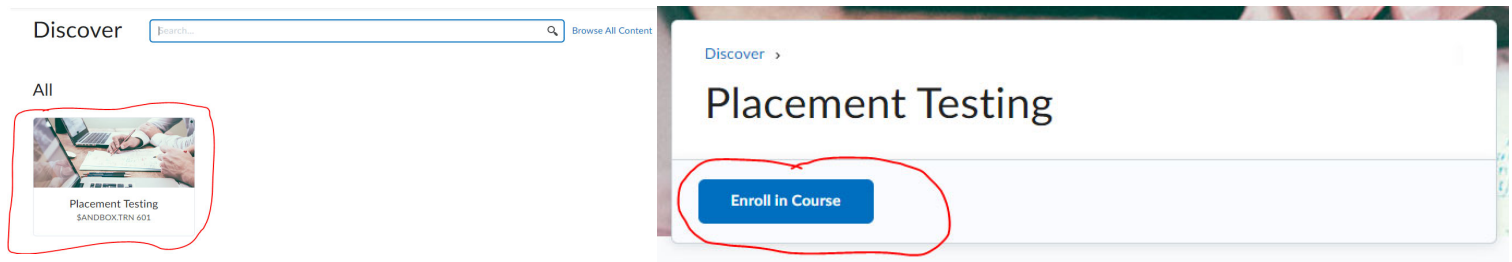 Discover
Search...
Browse All Content
All
Placement Testing
$ANDBOX.TRN 601
Discover ›
Placement Testing
Enroll in Course